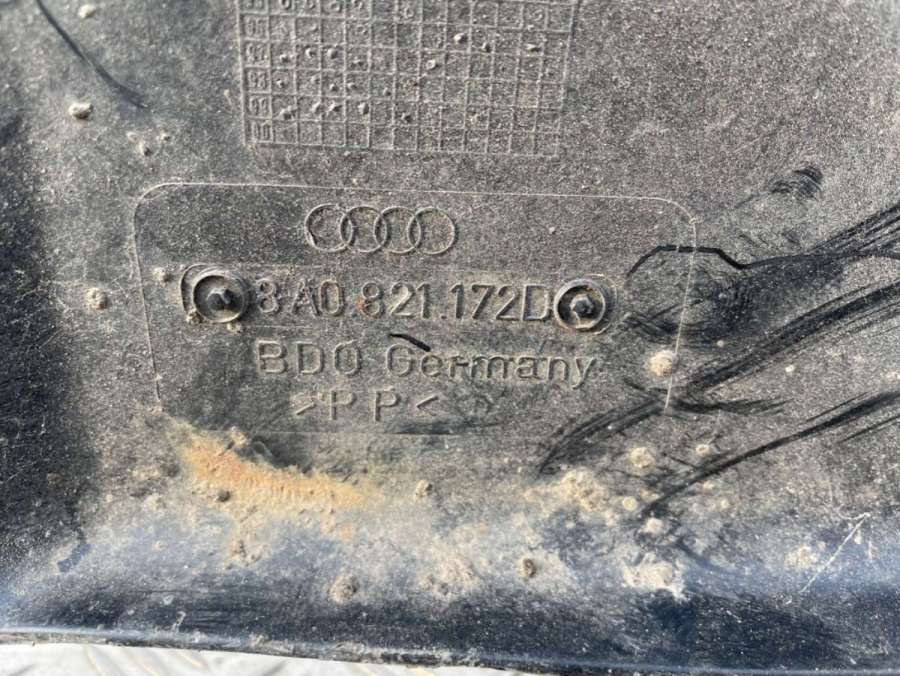 8A0.821.172D
BDO Germany
>PP<